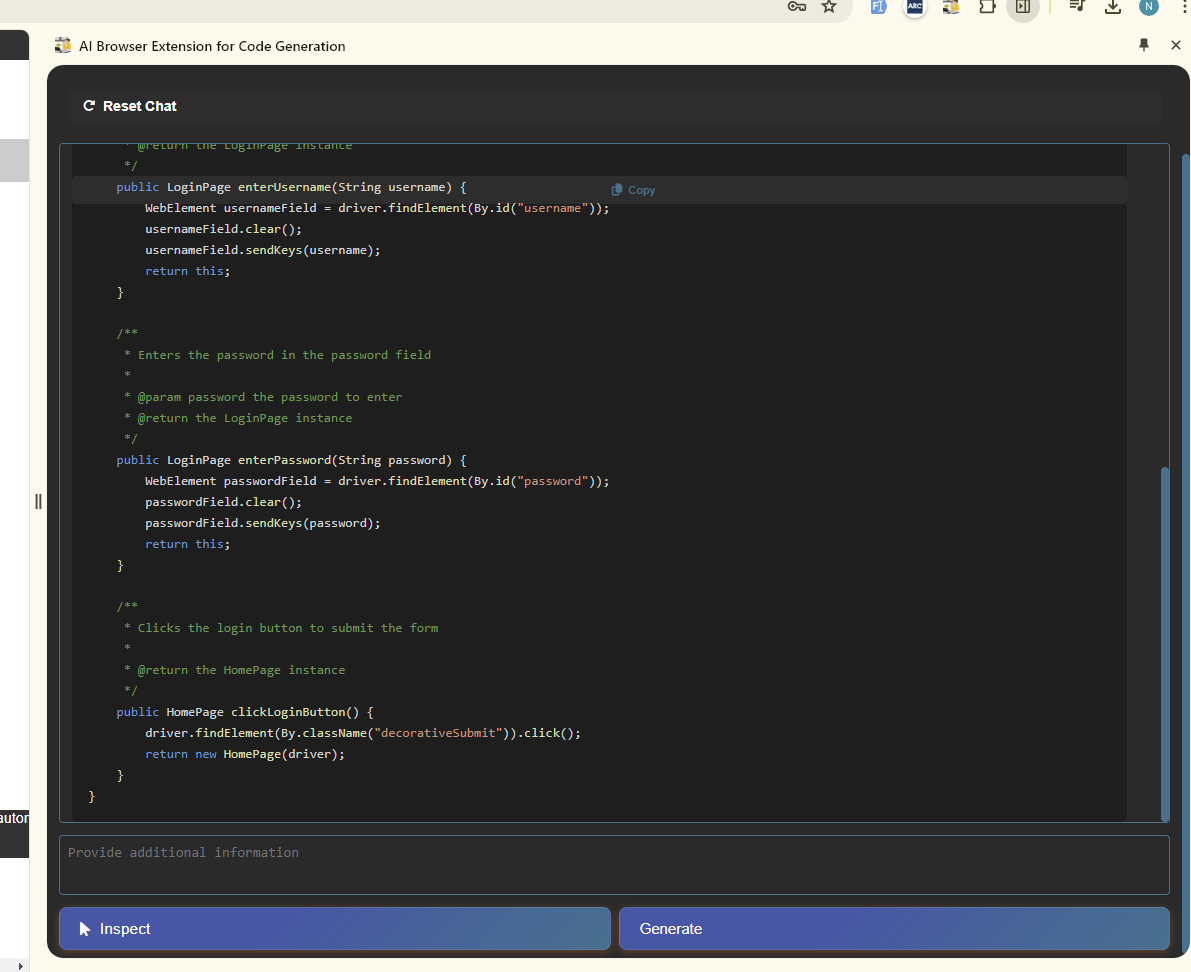 FI
ARC
N
AI Browser Extension for Code Generation
Reset Chat
* @return the LoginPage instance
*/
public LoginPage enterUsername(String username) {
Copy
WebElement usernameField = driver.findElement(By.id("username"));
usernameField.clear();
usernameField.sendKeys(username);
return this;
}
/**
* Enters the password in the password field
*
* @param password the password to enter
* @return the LoginPage instance
*/
public LoginPage enterPassword(String password) {
WebElement passwordField = driver.findElement(By.id("password"));
passwordField.clear();
passwordField.sendKeys(password);
return this;
}
/**
* Clicks the login button to submit the form
*
* @return the HomePage instance
*/
public HomePage clickLoginButton() {
driver.findElement(By.className("decorativeSubmit")).click();
return new HomePage(driver);
}
}
autor
Provide additional information
Inspect
Generate